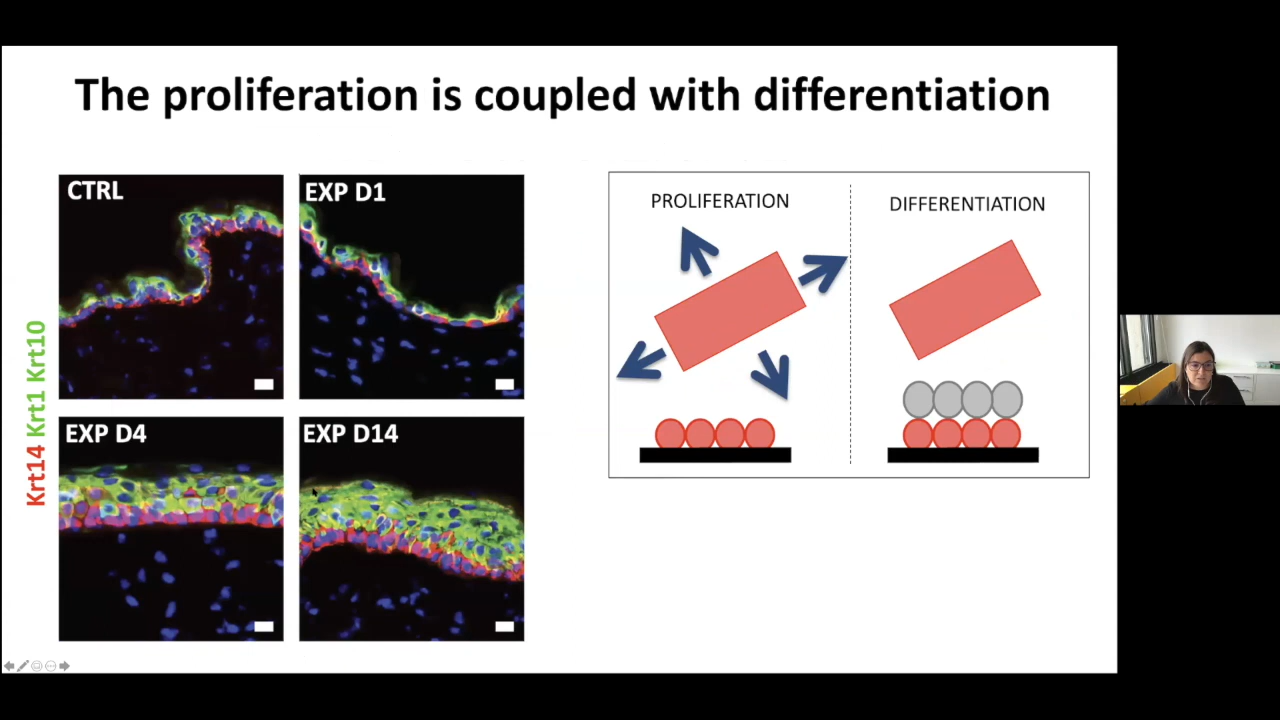 The proliferation is coupled with differentiation
CTRL
EXP D1
EXP D4
EXP D14
Krt14 Krt1 Krt10
PROLIFERATION
DIFFERENTIATION